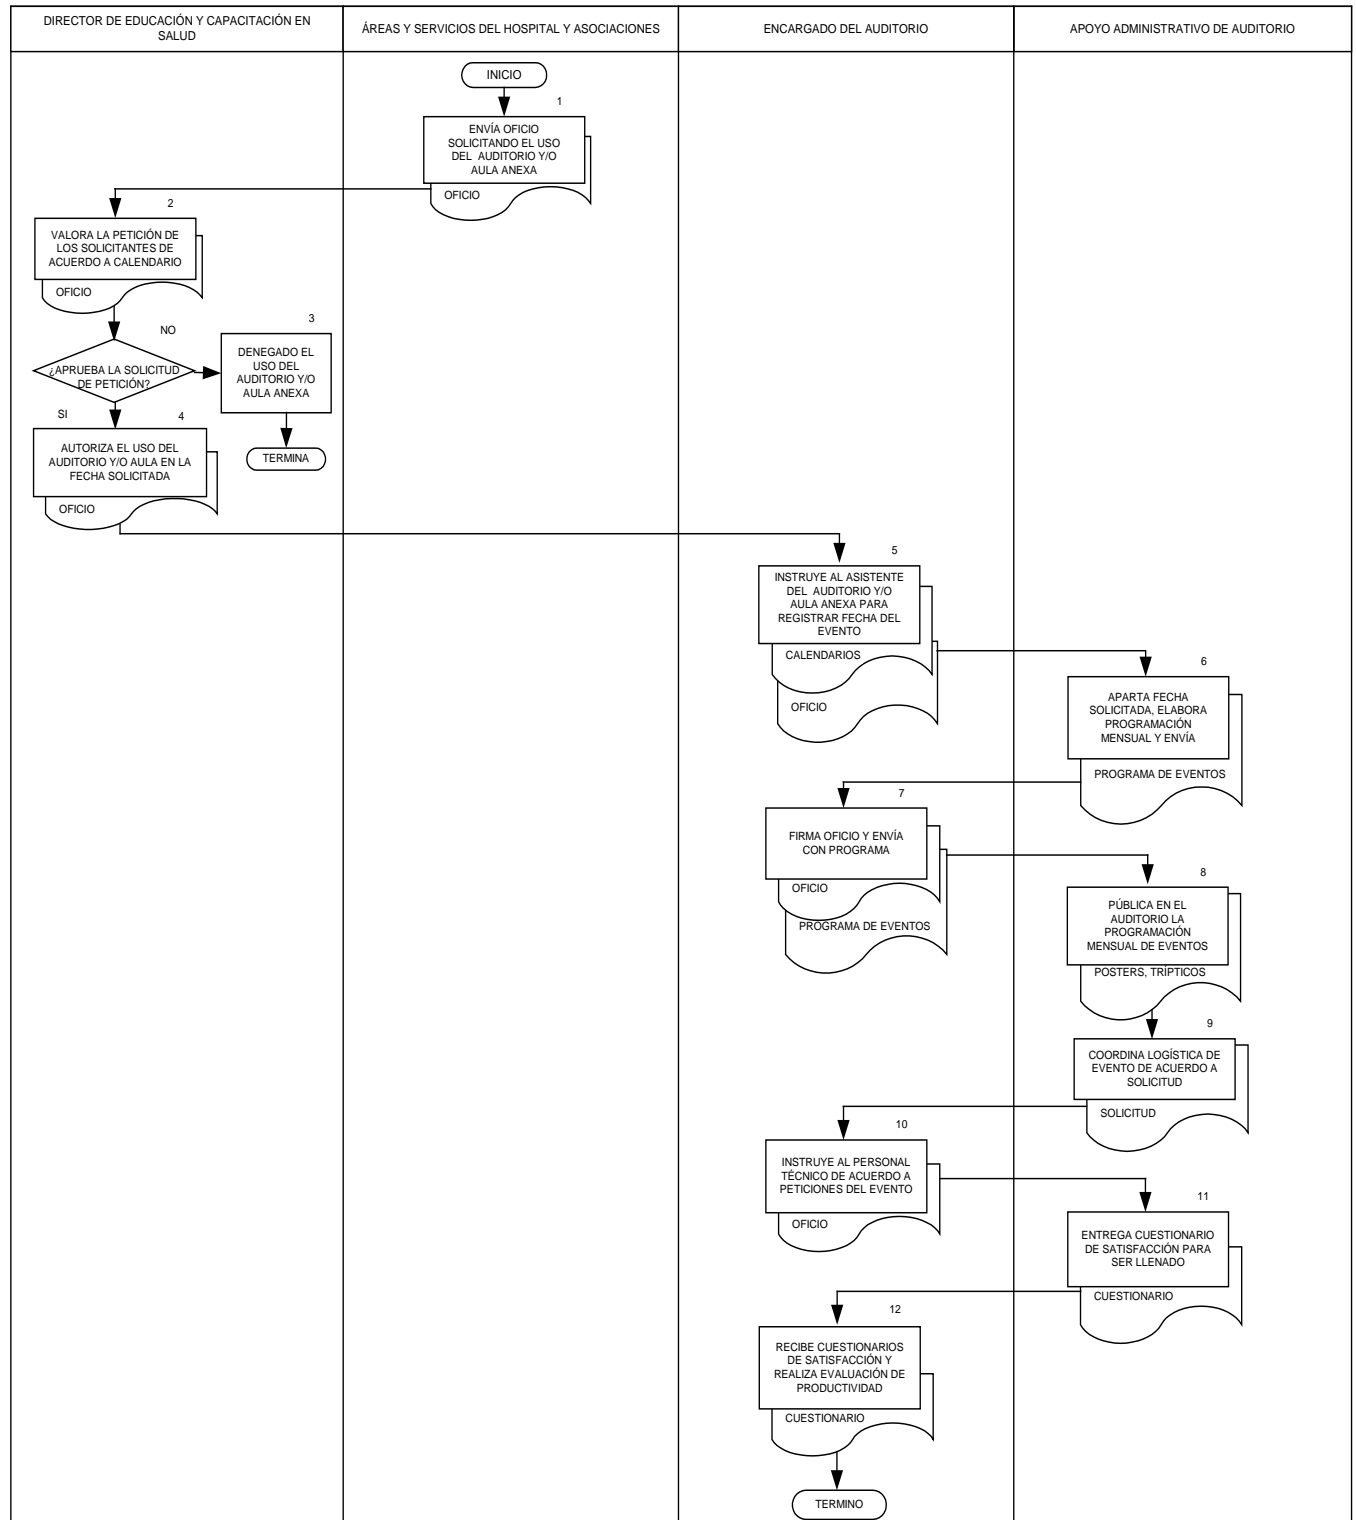 DIRECTOR DE EDUCACIÓN Y CAPACITACIÓN EN
SALUD
ÁREAS Y SERVICIOS DEL HOSPITAL Y ASOCIACIONES
ENCARGADO DEL AUDITORIO
APOYO ADMINISTRATIVO DE AUDITORIO
INICIO
1
ENVÍA OFICIO
SOLICITANDO EL USO
DEL AUDITORIO Y/O
AULA ANEXA
OFICIO
2
VALORA LA PETICIÓN DE
LOS SOLICITANTES DE
ACUERDO A CALENDARIO
OFICIO
NO
¿APRUEBA LA SOLICITUD
DE PETICIÓN?
3
DENEGADO EL
USO DEL
AUDITORIO Y/O
AULA ANEXA
TERMINA
SI
4
AUTORIZA EL USO DEL
AUDITORIO Y/O AULA EN LA
FECHA SOLICITADA
OFICIO
5
INSTRUYE AL ASISTENTE
DEL AUDITORIO Y/O
AULA ANEXA PARA
REGISTRAR FECHA DEL
EVENTO
CALENDARIOS
OFICIO
6
APARTA FECHA
SOLICITADA, ELABORA
PROGRAMACIÓN
MENSUAL Y ENVÍA
PROGRAMA DE EVENTOS
7
FIRMA OFICIO Y ENVÍA
CON PROGRAMA
OFICIO
PROGRAMA DE EVENTOS
8
PÚBLICA EN EL
AUDITORIO LA
PROGRAMACIÓN
MENSUAL DE EVENTOS
POSTERS, TRÍPTICOS
9
COORDINA LOGÍSTICA DE
EVENTO DE ACUERDO A
SOLICITUD
SOLICITUD
10
INSTRUYE AL PERSONAL
TÉCNICO DE ACUERDO A
PETICIONES DEL EVENTO
OFICIO
11
ENTREGA CUESTIONARIO
DE SATISFACCIÓN PARA
SER LLENADO
CUESTIONARIO
12
RECIBE CUESTIONARIOS
DE SATISFACCIÓN Y
REALIZA EVALUACIÓN DE
PRODUCTIVIDAD
CUESTIONARIO
TERMINO